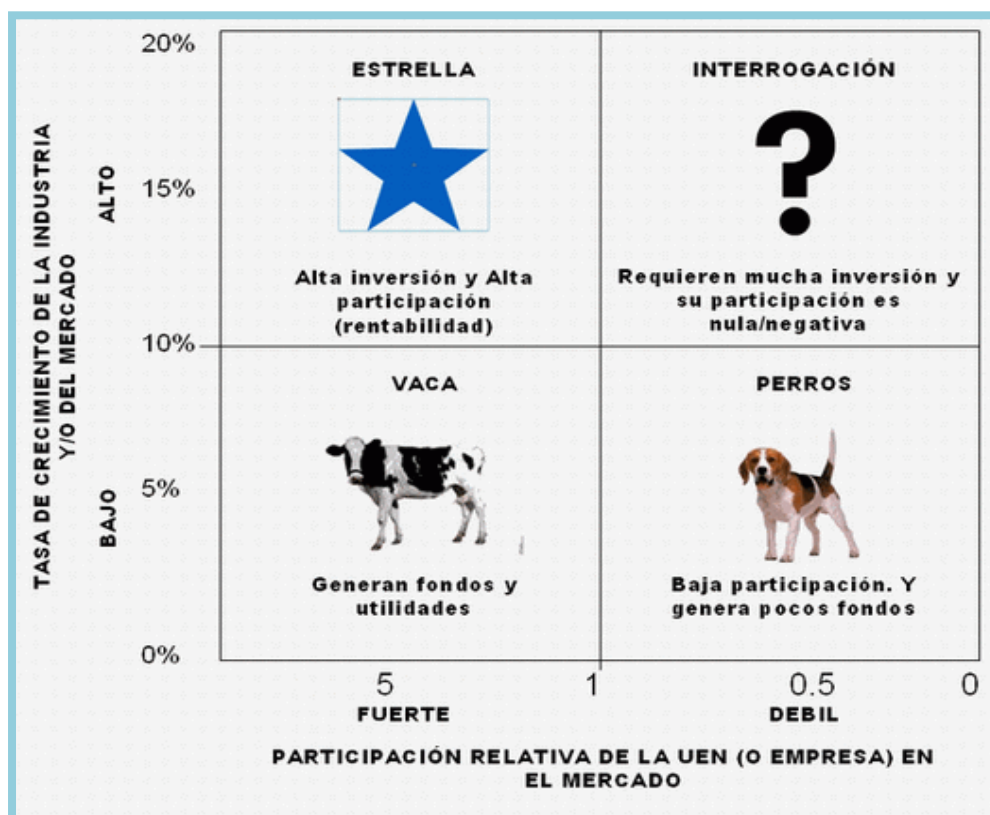 20%
ESTRELLA
INTERROGACIÓN
?
TASA DE CRECIMIENTO DE LA INDUSTRIA
Y/O DEL MERCADO
ALTO
15%
Alta inversión y Alta
participación
(rentabilidad)
Requieren mucha inversión y
su participación es
nula/negativa
10%
VACA
PERROS
BAJO
5%
Generan fondos y
utilidades
Baja participación. Y
genera pocos fondos
0%
5
1
0.5
0
FUERTE
DEBIL
PARTICIPACIÓN RELATIVA DE LA UEN (O EMPRESA) EN
EL MERCADO